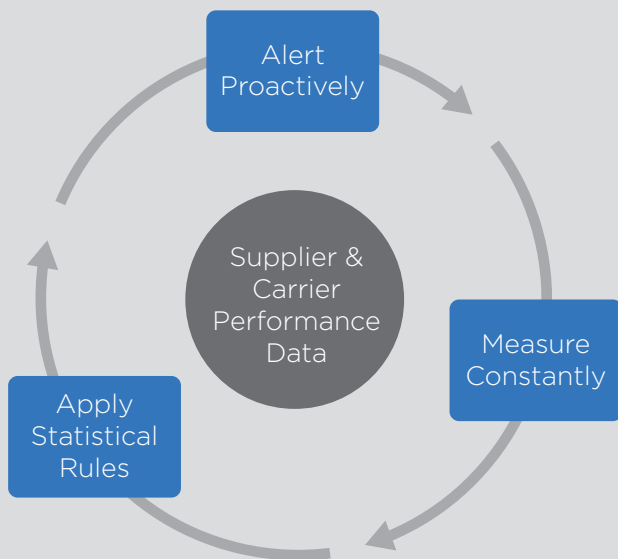 Alert
Proactively
Supplier &
Carrier
Performance
Data
Measure
Constantly
Apply
Statistical
Rules